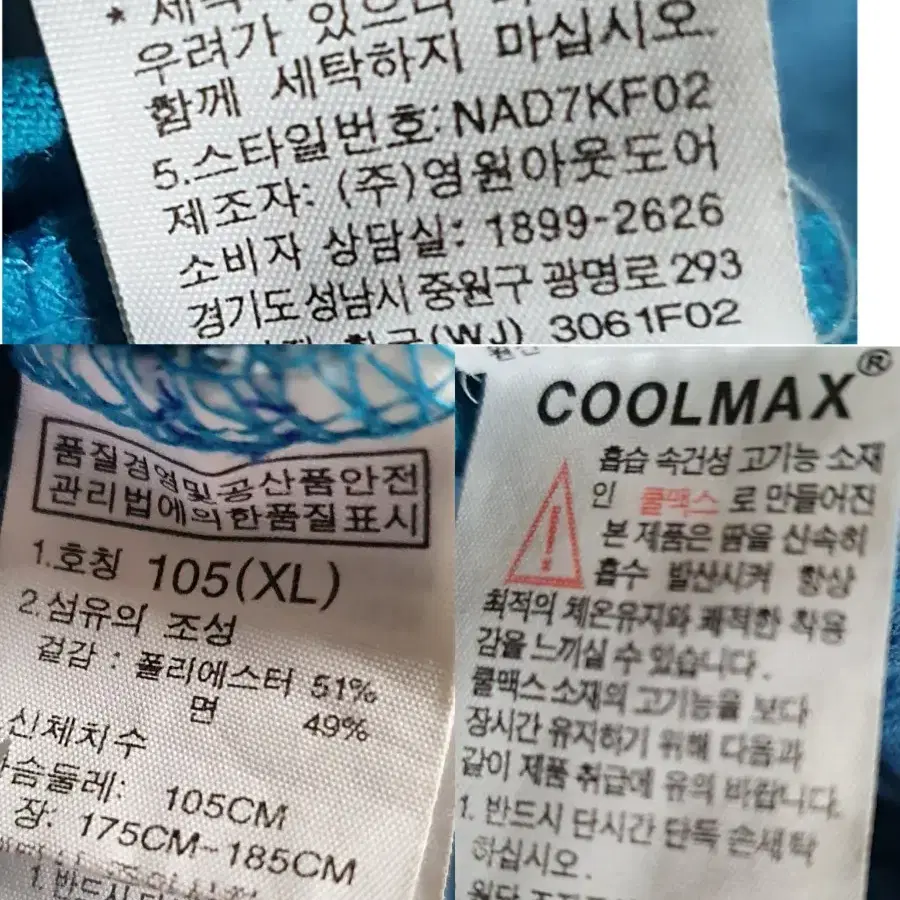 * 세탁
우려가 있으니
함께 세탁하지 마십시오.
5.스타일번호:NAD7KF02
제조자: (주)영원아웃도어
소비자 상담실: 1899-2626
경기도성남시중원구 광명로293
(WJ) 3061F02
품질경영및공산품안전
관리법에의한품질표시
1.호칭 105(XL)
2.섬유의 조성
겉감 : 폴리에스터 51%
면 49%
신체치수
가슴둘레: 105CM
장: 175CM-185CM
1.반드시
COOLMAX®
흡습 속건성 고기능 소재
인 쿨맥스 로 만들어진
본 제품은 땀을 신속히
흡수 발산시켜 항상
최적의 체온유지와 쾌적한 착용
감을 느끼실 수 있습니다.
쿨맥스 소재의 고기능을 보다
장시간 유지하기 위해 다음과
같이 제품 취급에 유의 바랍니다.
1. 반드시 단시간 단독 손세탁
하십시오.